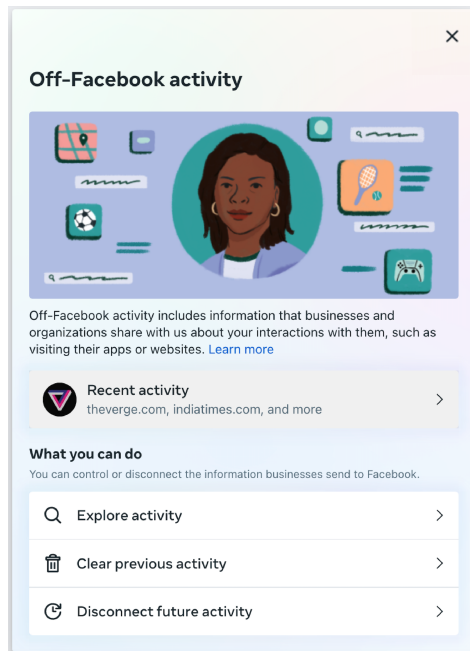 Off-Facebook activity
Off-Facebook activity includes information that businesses and
organizations share with us about your interactions with them, such as
visiting their apps or websites. Learn more
Recent activity
theverge.com, indiatimes.com, and more
What you can do
You can control or disconnect the information businesses send to Facebook.
Explore activity
Clear previous activity
Disconnect future activity